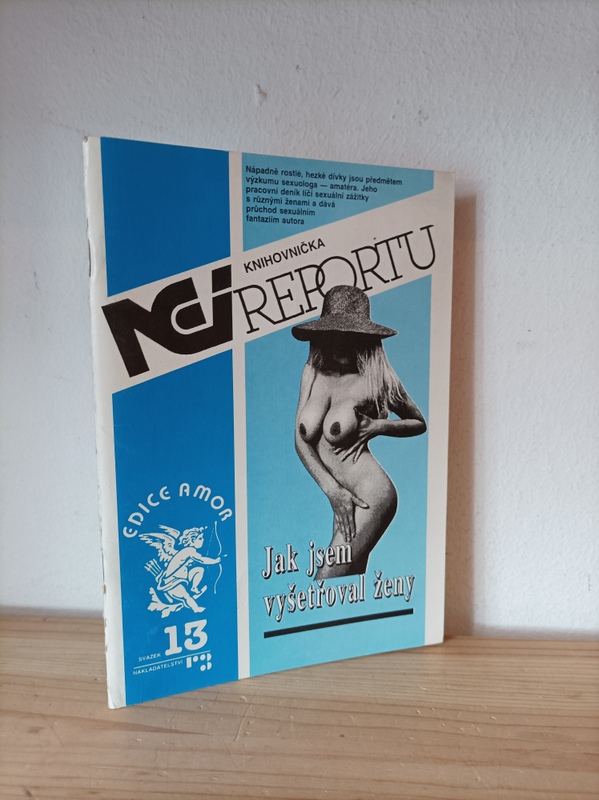 Nápadně rostlé, hezké dívky jsou předmětem
výzkumu sexuologa — amatéra. Jeho
pracovní deník líčí sexuální zážitky
s různými ženami a dává
průchod sexuálním
fantaziím autora
KNIHOVNIČKA
NEI REPORTU
EDICE AMOR
Jak jsem
vyšetřoval ženy
SVAZEK 13
NAKLADATELSTVÍ